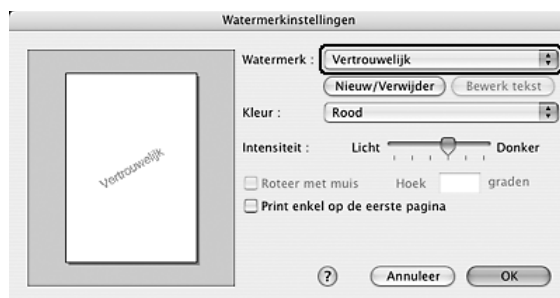 Watermerkinstellingen
Watermerk : Vertrouwelijk
Nieuw/Verwijder Bewerk tekst
Kleur : Rood
Intensiteit : Licht Donker
Vertrouwelijk
Roteer met muis Hoek graden
Print enkel op de eerste pagina
? Annuleer OK